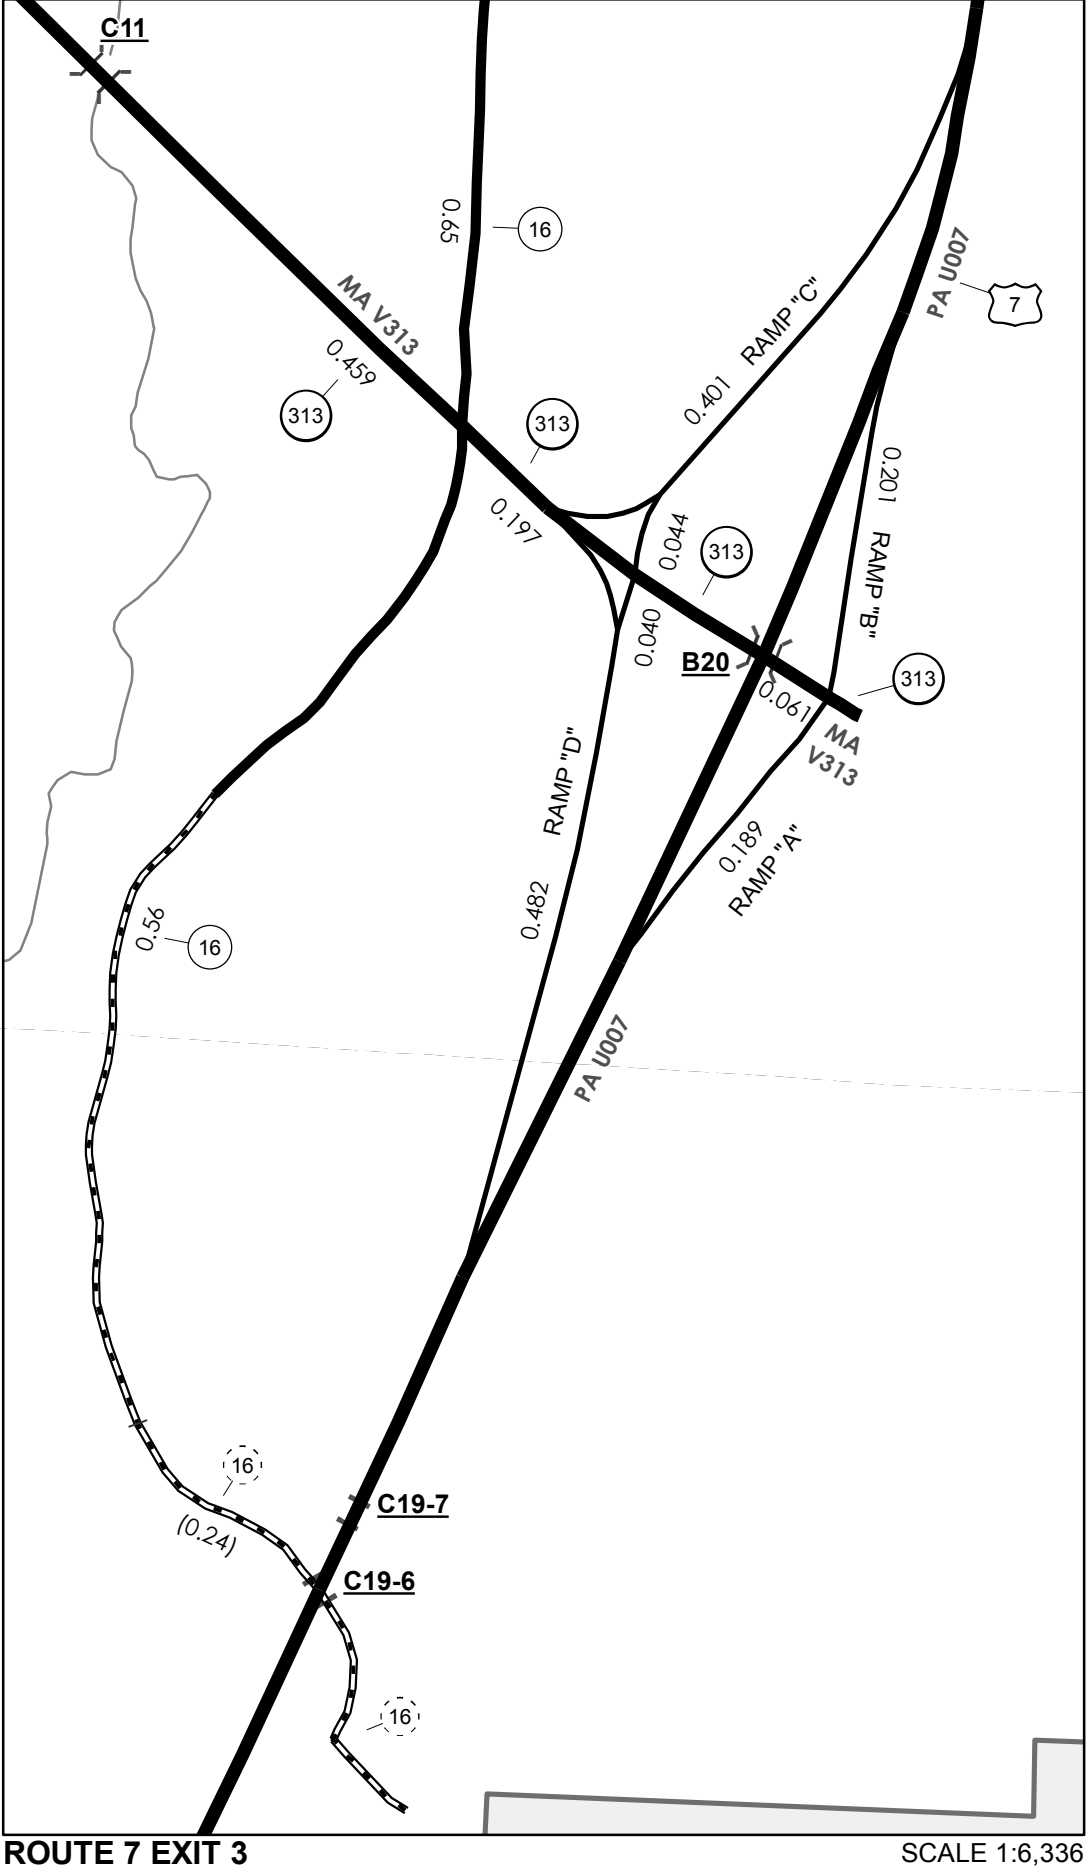 C11
0.65
16
MA V313
0.459
313
313
0.197
RAMP "C"
0.401
PA U007
7
0.201
RAMP "B"
0.044
313
0.040
B20
0.061
313
MA
V313
RAMP "D"
0.482
0.189
RAMP "A"
0.56
16
PA U007
16
(0.24)
C19-7
C19-6
16
ROUTE 7 EXIT 3
SCALE 1:6,336